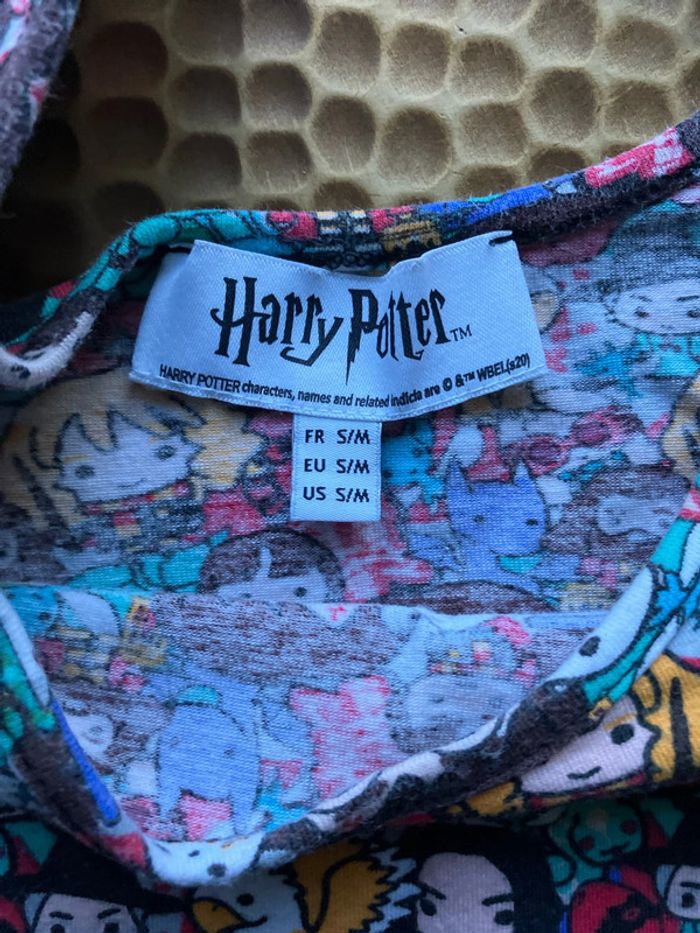 Harry Potter™
HARRY POTTER characters, names and related indicia are © & ™ WBEI.(s20)
FR S/M
EU S/M
US S/M